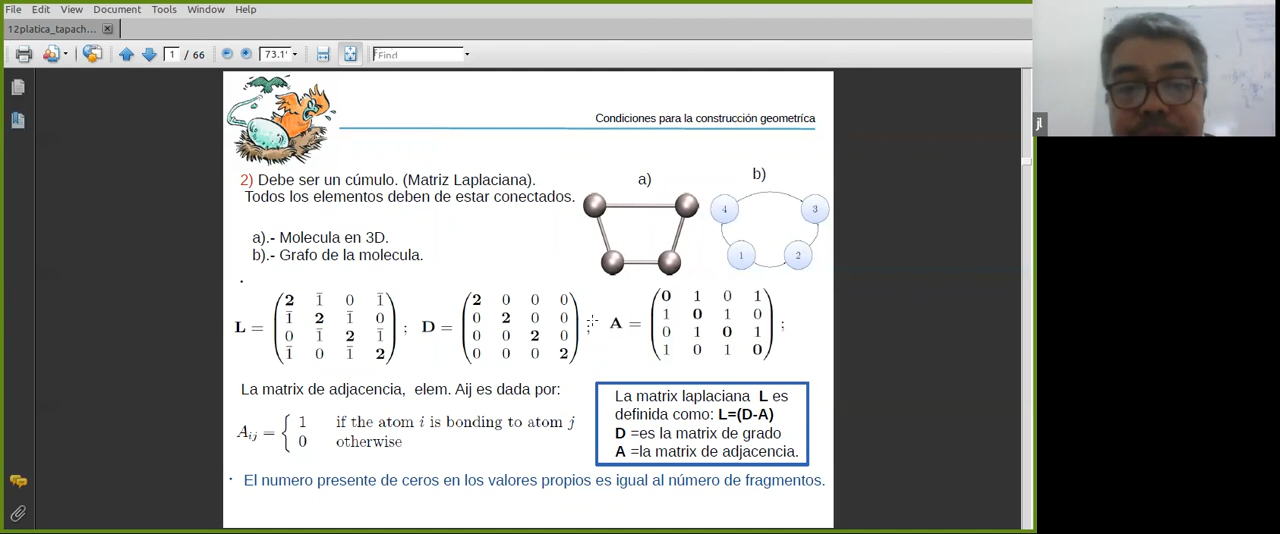 File Edit View Document Tools Window Help
12platica_tapach...
1 / 66 73.1% Find
Condiciones para la construcción geometríca
2) Debe ser un cúmulo. (Matriz Laplaciana).
Todos los elementos deben de estar conectados.
a) b)
4 3
1 2
a).- Molecula en 3D.
b).- Grafo de la molecula.
L = ( 2 1̄ 0 1̄
1̄ 2 1̄ 0
0 1̄ 2 1̄
1̄ 0 1̄ 2 ) ;
D = ( 2 0 0 0
0 2 0 0
0 0 2 0
0 0 0 2 ) ;
A = ( 0 1 0 1
1 0 1 0
0 1 0 1
1 0 1 0 ) ;
La matrix de adjacencia, elem. Aij es dada por:
Aij = { 1 if the atom i is bonding to atom j
0 otherwise
La matrix laplaciana L es
definida como: L=(D-A)
D =es la matrix de grado
A =la matrix de adjacencia.
El numero presente de ceros en los valores propios es igual al número de fragmentos.
jl